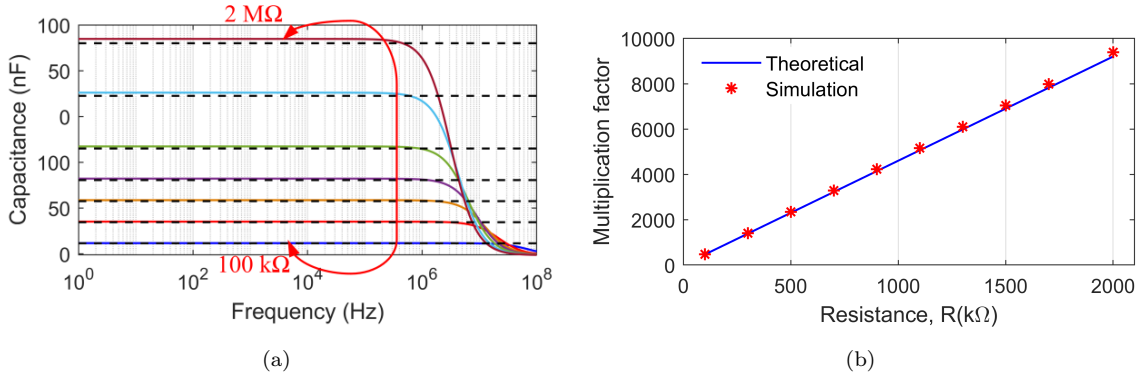 100
50
0
100
50
0
Capacitance (nF)
2 MΩ
100 kΩ
10^0
10^2
10^4
10^6
10^8
Frequency (Hz)
(a)
10000
8000
6000
4000
2000
0
Multiplication factor
Theoretical
Simulation
0
500
1000
1500
2000
Resistance, R(kΩ)
(b)